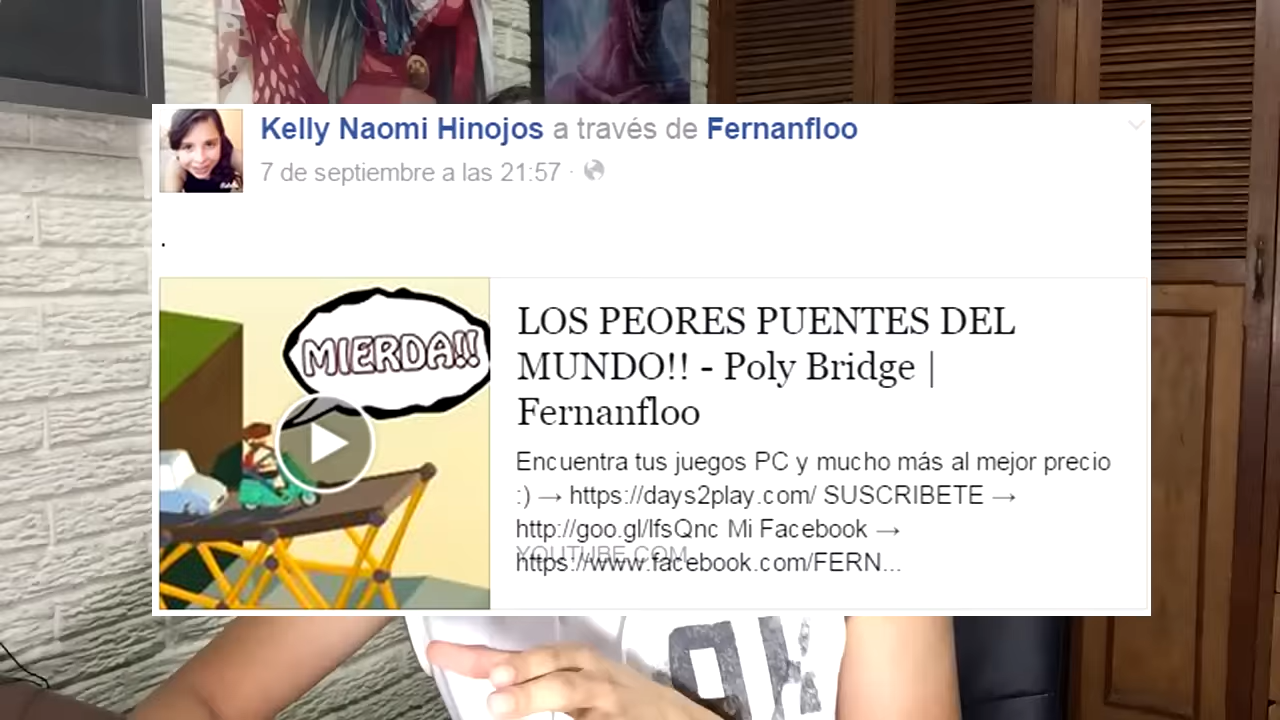 Kelly Naomi Hinojos a través de Fernanfloo
7 de septiembre a las 21:57 ·
.
MIERDA!!
LOS PEORES PUENTES DEL
MUNDO!! - Poly Bridge |
Fernanfloo
Encuentra tus juegos PC y mucho más al mejor precio
:) → https://days2play.com/ SUSCRIBETE →
http://goo.gl/IfsQnc Mi Facebook →
YOUTUBE.COM
https://www.facebook.com/FERN...